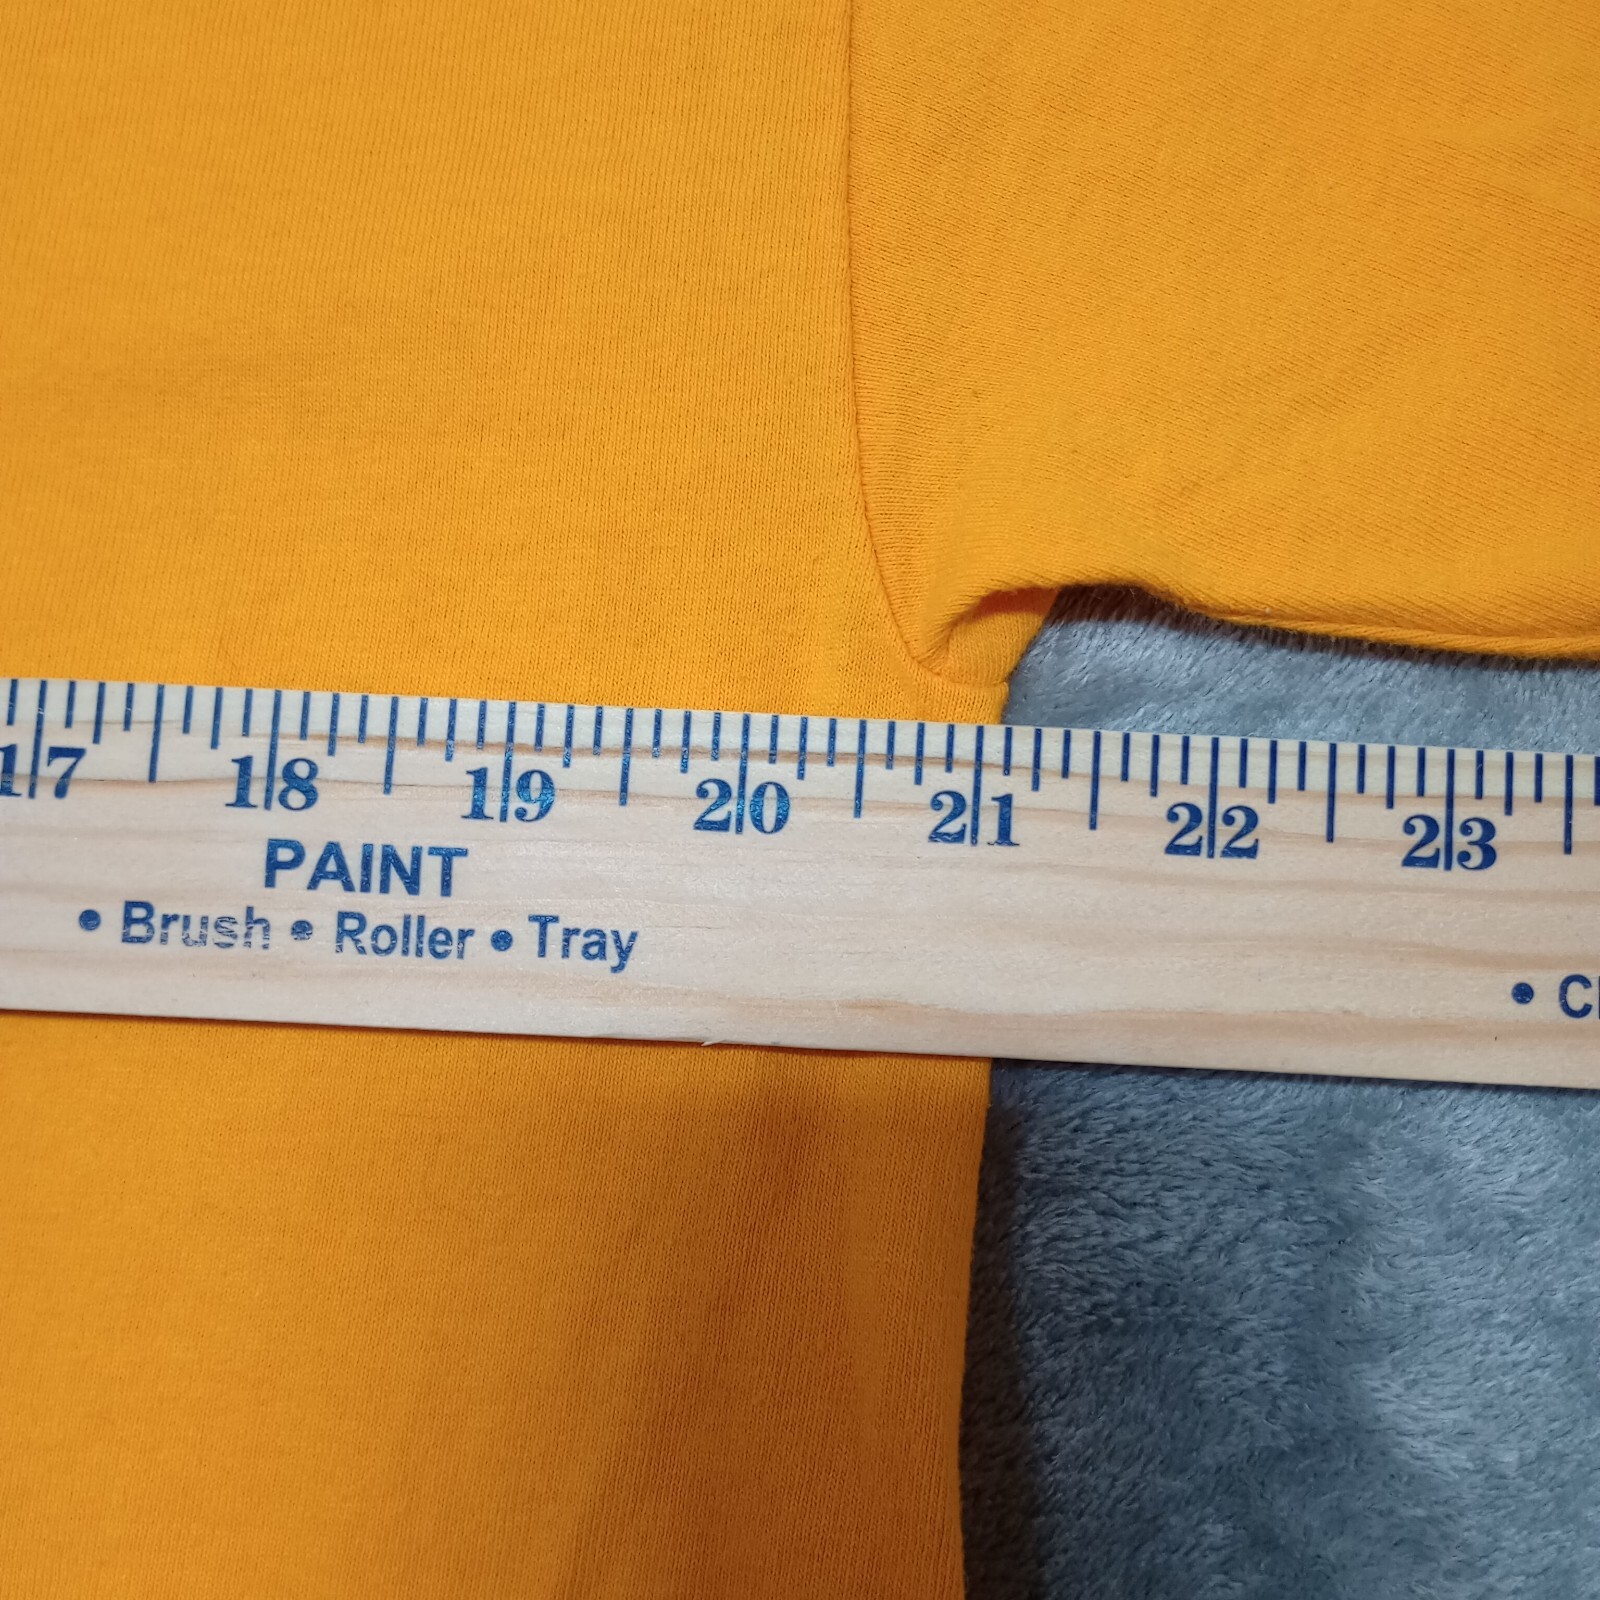 17 18 19 20 21 22 23
PAINT
• Brush • Roller • Tray